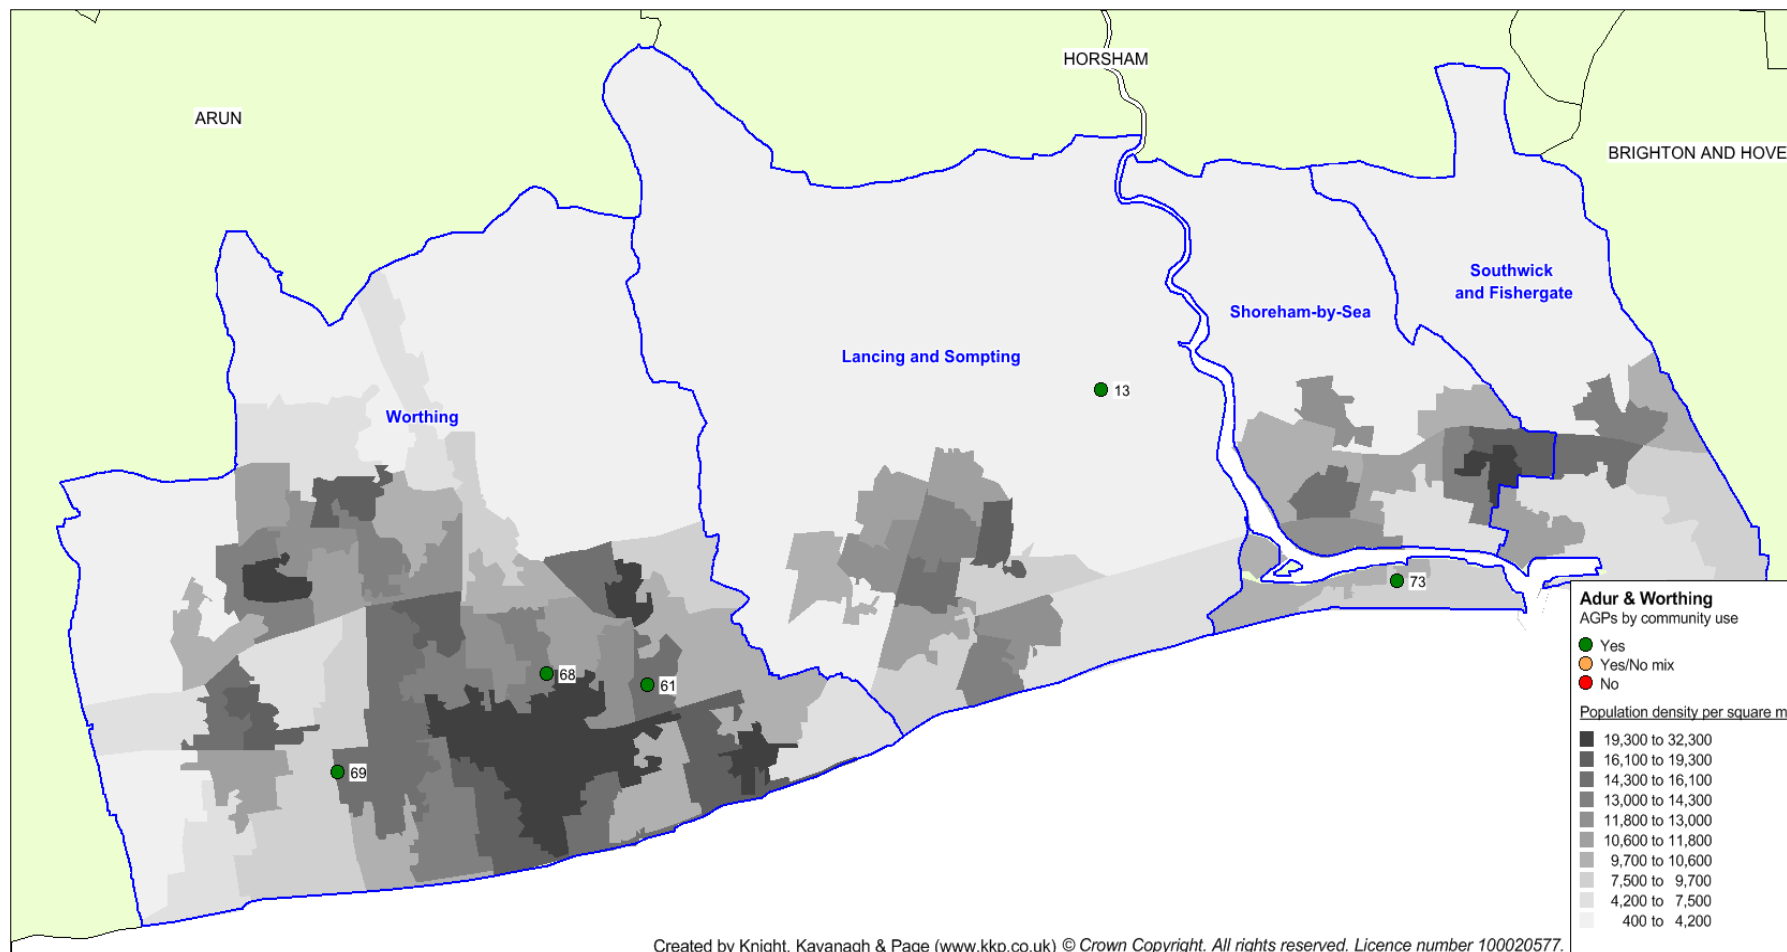 HORSHAM
ARUN
BRIGHTON AND HOVE
Southwick
and Fishergate
Shoreham-by-Sea
Lancing and Sompting
13
Worthing
73
68
61
69
Adur & Worthing
AGPs by community use
Yes
Yes/No mix
No
Population density per square m
19,300 to 32,300
16,100 to 19,300
14,300 to 16,100
13,000 to 14,300
11,800 to 13,000
10,600 to 11,800
9,700 to 10,600
7,500 to 9,700
4,200 to 7,500
400 to 4,200
Created by Knight, Kavanagh & Page (www.kkp.co.uk) © Crown Copyright. All rights reserved. Licence number 100020577.